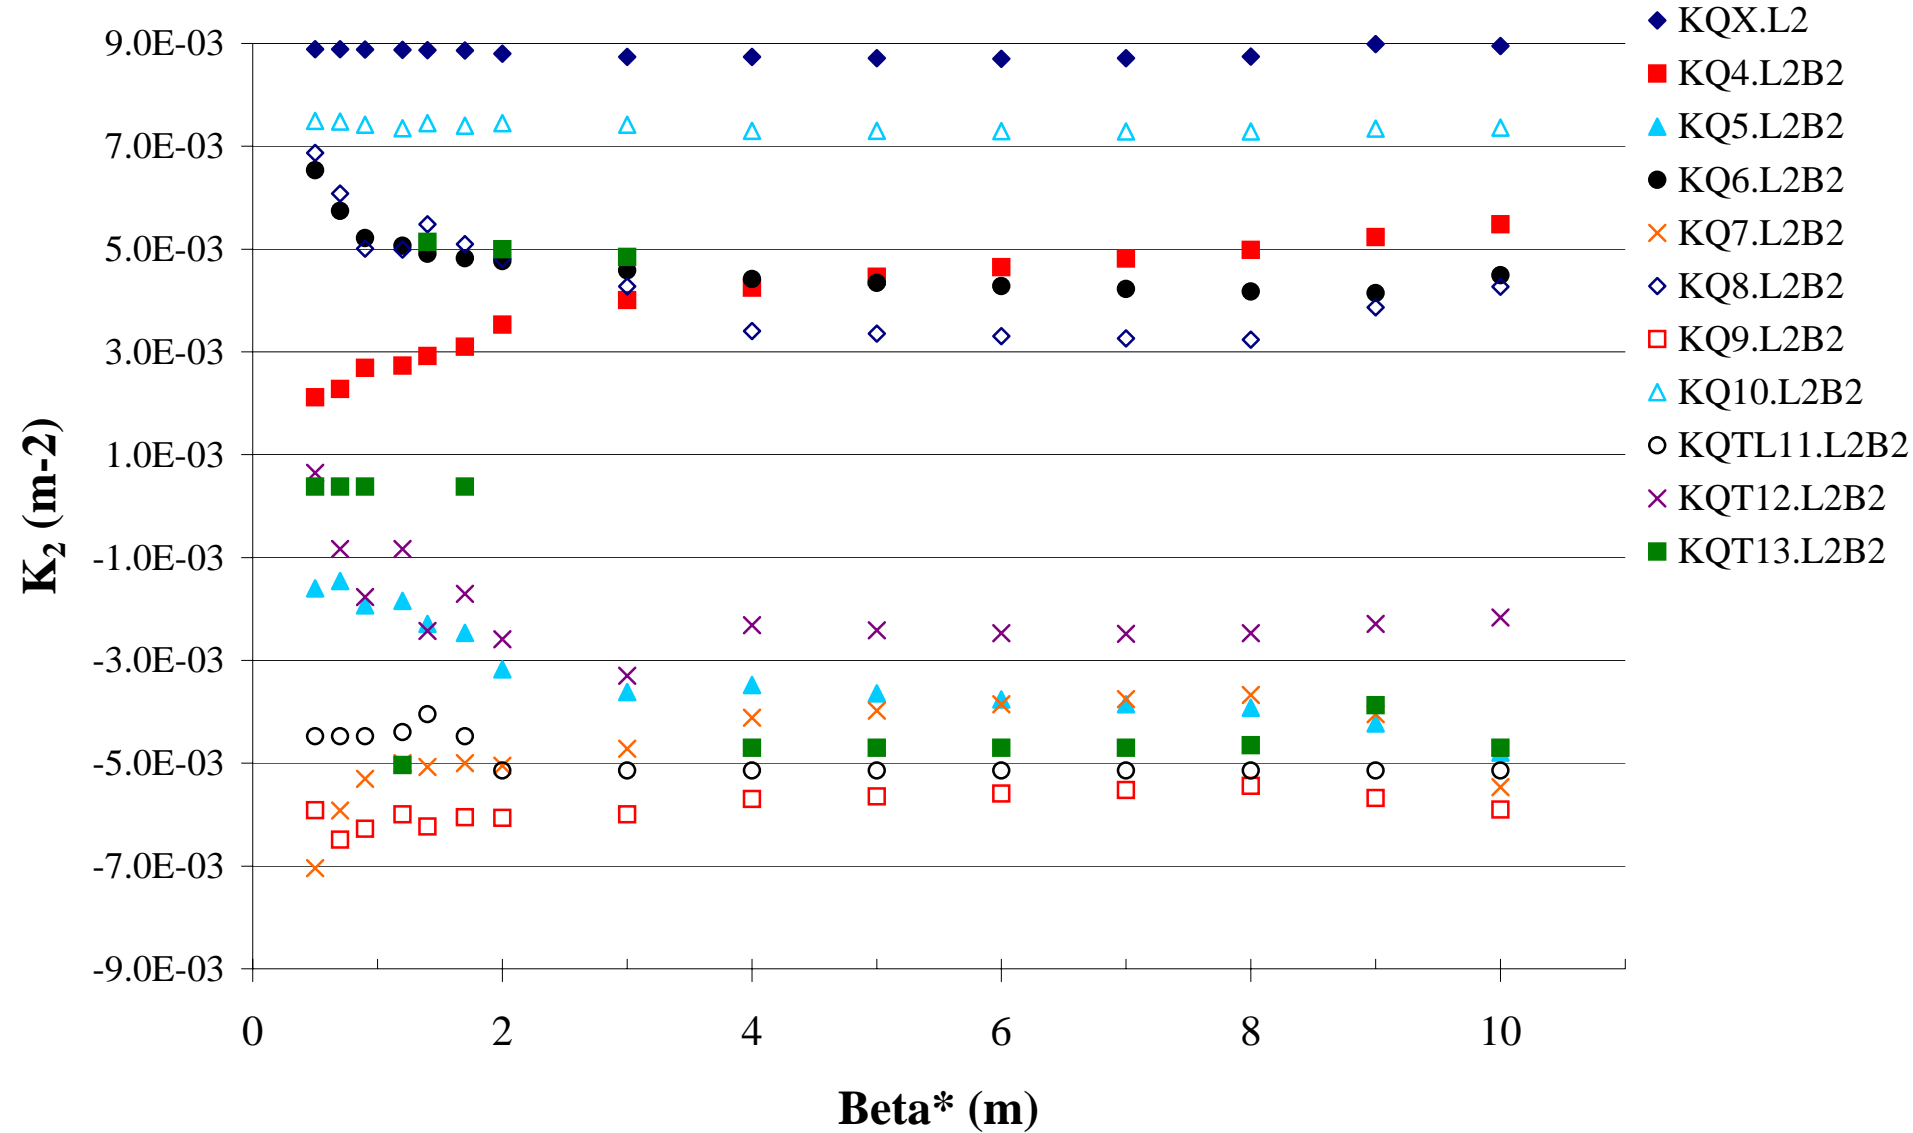 KQX.L2
KQ4.L2B2
KQ5.L2B2
KQ6.L2B2
KQ7.L2B2
KQ8.L2B2
KQ9.L2B2
KQ10.L2B2
KQTL11.L2B2
KQT12.L2B2
KQT13.L2B2
9.0E-03
7.0E-03
5.0E-03
3.0E-03
1.0E-03
-1.0E-03
-3.0E-03
-5.0E-03
-7.0E-03
-9.0E-03
K₂ (m-2)
0 2 4 6 8 10
Beta* (m)